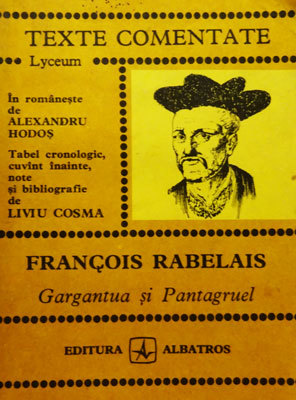 TEXTE COMENTATE
Lyceum
În românește
de
ALEXANDRU
HODOȘ
Tabel cronologic,
cuvînt înainte,
note
și bibliografie
de
LIVIU COSMA
FRANÇOIS RABELAIS
Gargantua și Pantagruel
EDITURA ALBATROS